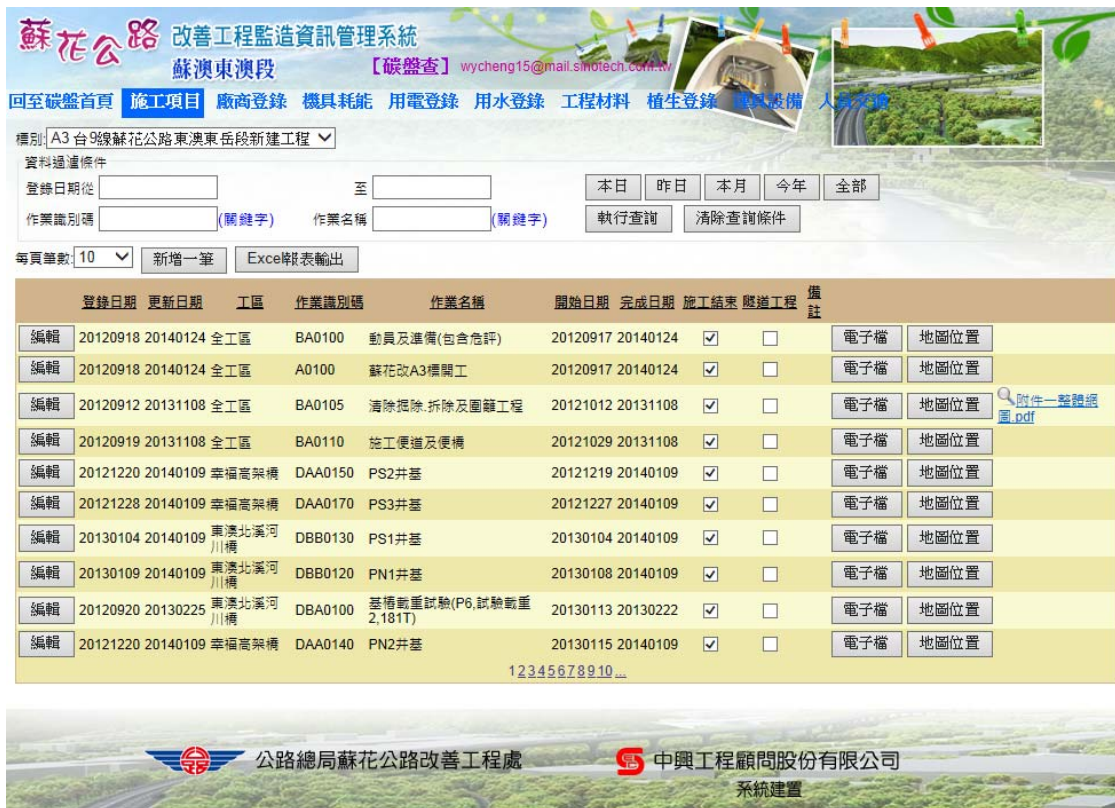 蘇花公路 改善工程監造資訊管理系統
蘇澳東澳段 【碳盤查】 wycheng15@mail.sinotech.com.tw
回至碳盤首頁 施工項目 廠商登錄 機具耗能 用電登錄 用水登錄 工程材料 植生登錄
標別: A3 台9線蘇花公路東澳東岳段新建工程
資料過濾條件
登錄日期從 至 本日 昨日 本月 今年 全部
作業識別碼 (關鍵字) 作業名稱 (關鍵字) 執行查詢 清除查詢條件
每頁筆數: 10 新增一筆 Excel報表輸出
登錄日期 更新日期 工區 作業識別碼 作業名稱 開始日期 完成日期 施工結束 隧道工程 備註
編輯 20120918 20140124 全工區 BA0100 動員及準備(包含危評) 20120917 20140124 電子檔 地圖位置
編輯 20120918 20140124 全工區 A0100 蘇花改A3標開工 20120917 20140124 電子檔 地圖位置
編輯 20120912 20131108 全工區 BA0105 清除掘除.拆除及圍籬工程 20121012 20131108 電子檔 地圖位置 附件一整體網圖.pdf
編輯 20120919 20131108 全工區 BA0110 施工便道及便橋 20121029 20131108 電子檔 地圖位置
編輯 20121220 20140109 幸福高架橋 DAA0150 PS2井基 20121219 20140109 電子檔 地圖位置
編輯 20121228 20140109 幸福高架橋 DAA0170 PS3井基 20121227 20140109 電子檔 地圖位置
編輯 20130104 20140109 東澳北溪河川橋 DBB0130 PS1井基 20130104 20140109 電子檔 地圖位置
編輯 20130109 20140109 東澳北溪河川橋 DBB0120 PN1井基 20130108 20140109 電子檔 地圖位置
編輯 20120920 20130225 東澳北溪河川橋 DBA0100 基樁載重試驗(P6,試驗載重2,181T) 20130113 20130222 電子檔 地圖位置
編輯 20121220 20140109 幸福高架橋 DAA0140 PN2井基 20130115 20140109 電子檔 地圖位置
1 2 3 4 5 6 7 8 9 10 ...
公路總局蘇花公路改善工程處 中興工程顧問股份有限公司
系統建置